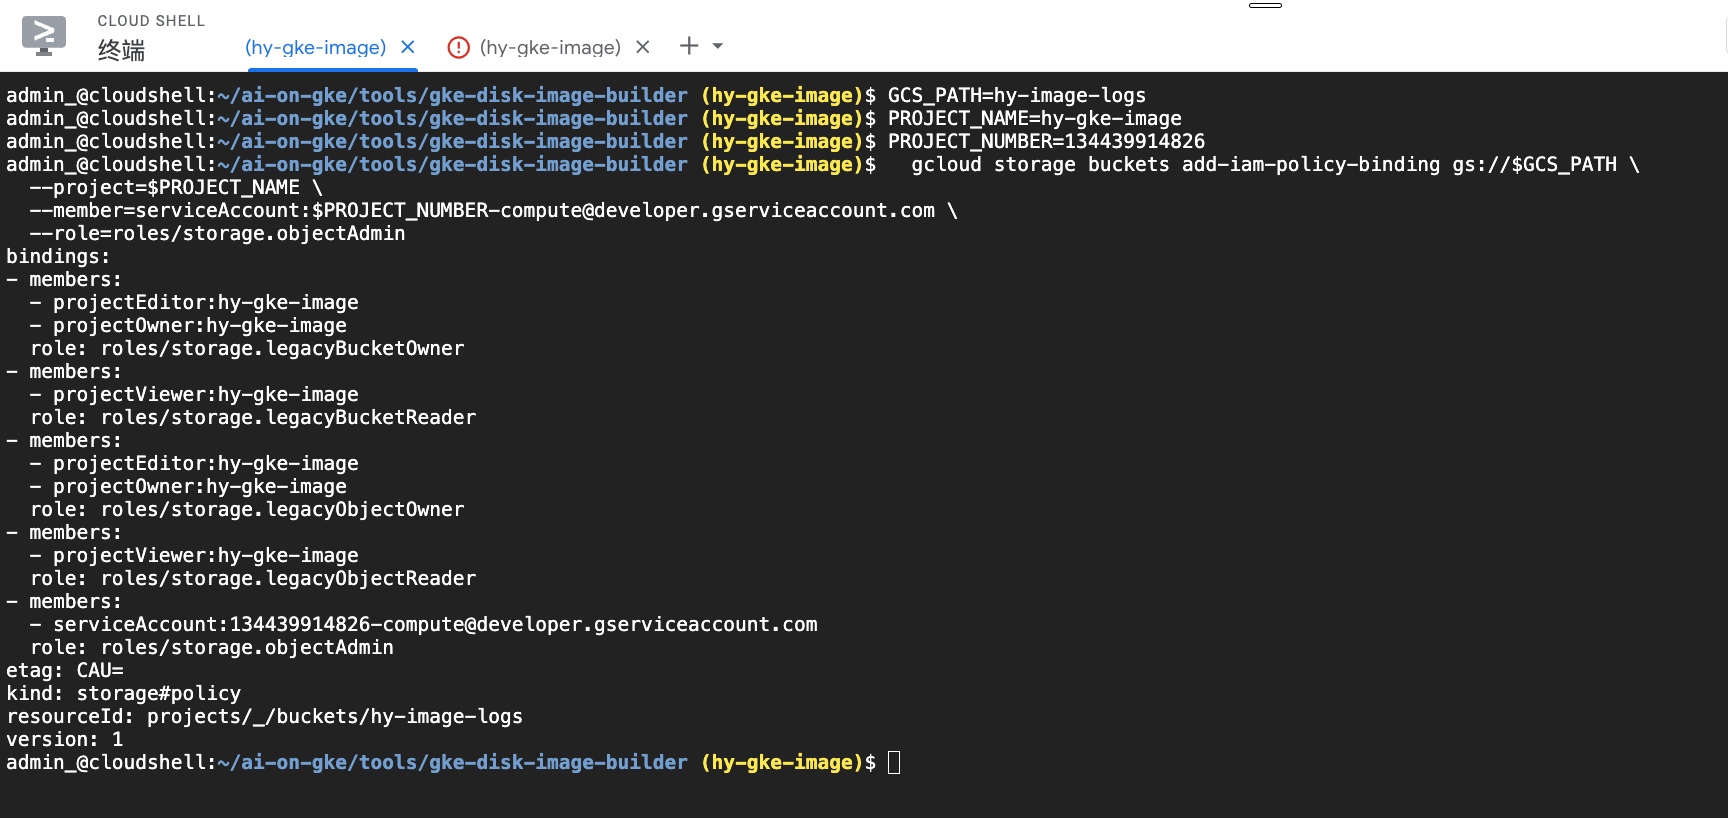 CLOUD SHELL
终端
(hy-gke-image)
(hy-gke-image)
admin_@cloudshell:~/ai-on-gke/tools/gke-disk-image-builder (hy-gke-image)$ GCS_PATH=hy-image-logs
admin_@cloudshell:~/ai-on-gke/tools/gke-disk-image-builder (hy-gke-image)$ PROJECT_NAME=hy-gke-image
admin_@cloudshell:~/ai-on-gke/tools/gke-disk-image-builder (hy-gke-image)$ PROJECT_NUMBER=134439914826
admin_@cloudshell:~/ai-on-gke/tools/gke-disk-image-builder (hy-gke-image)$   gcloud storage buckets add-iam-policy-binding gs://$GCS_PATH \
  --project=$PROJECT_NAME \
  --member=serviceAccount:$PROJECT_NUMBER-compute@developer.gserviceaccount.com \
  --role=roles/storage.objectAdmin
bindings:
- members:
  - projectEditor:hy-gke-image
  - projectOwner:hy-gke-image
  role: roles/storage.legacyBucketOwner
- members:
  - projectViewer:hy-gke-image
  role: roles/storage.legacyBucketReader
- members:
  - projectEditor:hy-gke-image
  - projectOwner:hy-gke-image
  role: roles/storage.legacyObjectOwner
- members:
  - projectViewer:hy-gke-image
  role: roles/storage.legacyObjectReader
- members:
  - serviceAccount:134439914826-compute@developer.gserviceaccount.com
  role: roles/storage.objectAdmin
etag: CAU=
kind: storage#policy
resourceId: projects/_/buckets/hy-image-logs
version: 1
admin_@cloudshell:~/ai-on-gke/tools/gke-disk-image-builder (hy-gke-image)$